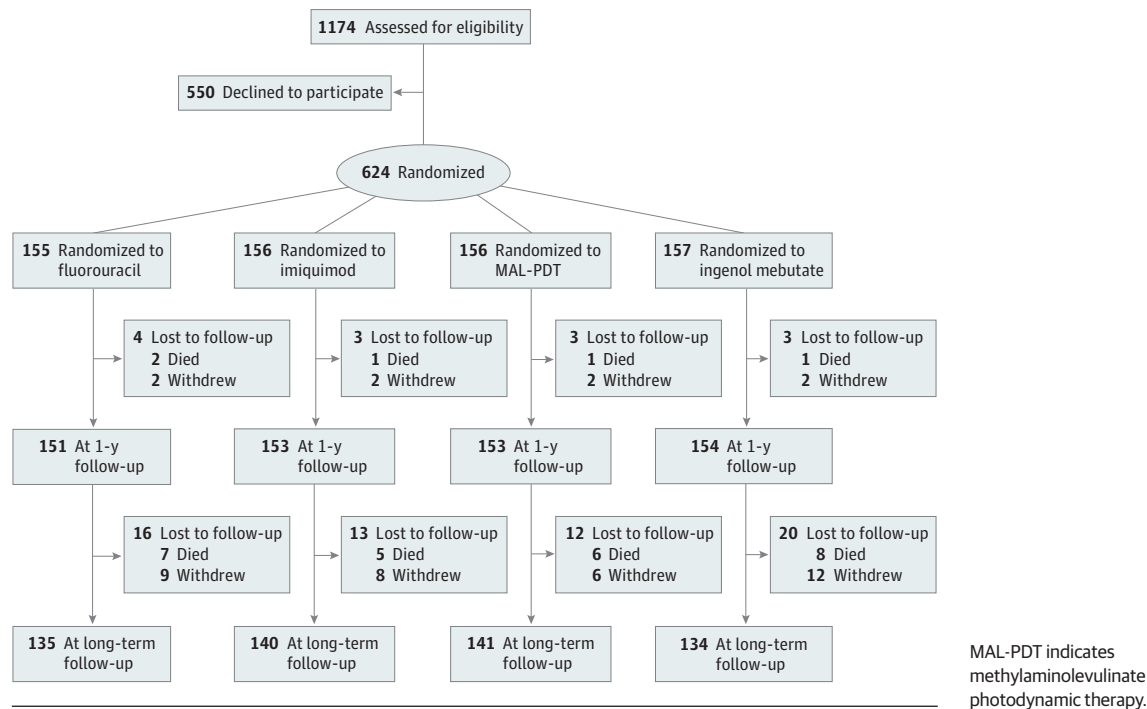 1174 Assessed for eligibility
550 Declined to participate
624 Randomized
155 Randomized to
fluorouracil
156 Randomized to
imiquimod
156 Randomized to
MAL-PDT
157 Randomized to
ingenol mebutate
4 Lost to follow-up
2 Died
2 Withdrew
3 Lost to follow-up
1 Died
2 Withdrew
3 Lost to follow-up
1 Died
2 Withdrew
3 Lost to follow-up
1 Died
2 Withdrew
151 At 1-y
follow-up
153 At 1-y
follow-up
153 At 1-y
follow-up
154 At 1-y
follow-up
16 Lost to follow-up
7 Died
9 Withdrew
13 Lost to follow-up
5 Died
8 Withdrew
12 Lost to follow-up
6 Died
6 Withdrew
20 Lost to follow-up
8 Died
12 Withdrew
135 At long-term
follow-up
140 At long-term
follow-up
141 At long-term
follow-up
134 At long-term
follow-up
MAL-PDT indicates
methylaminolevulinate
photodynamic therapy.